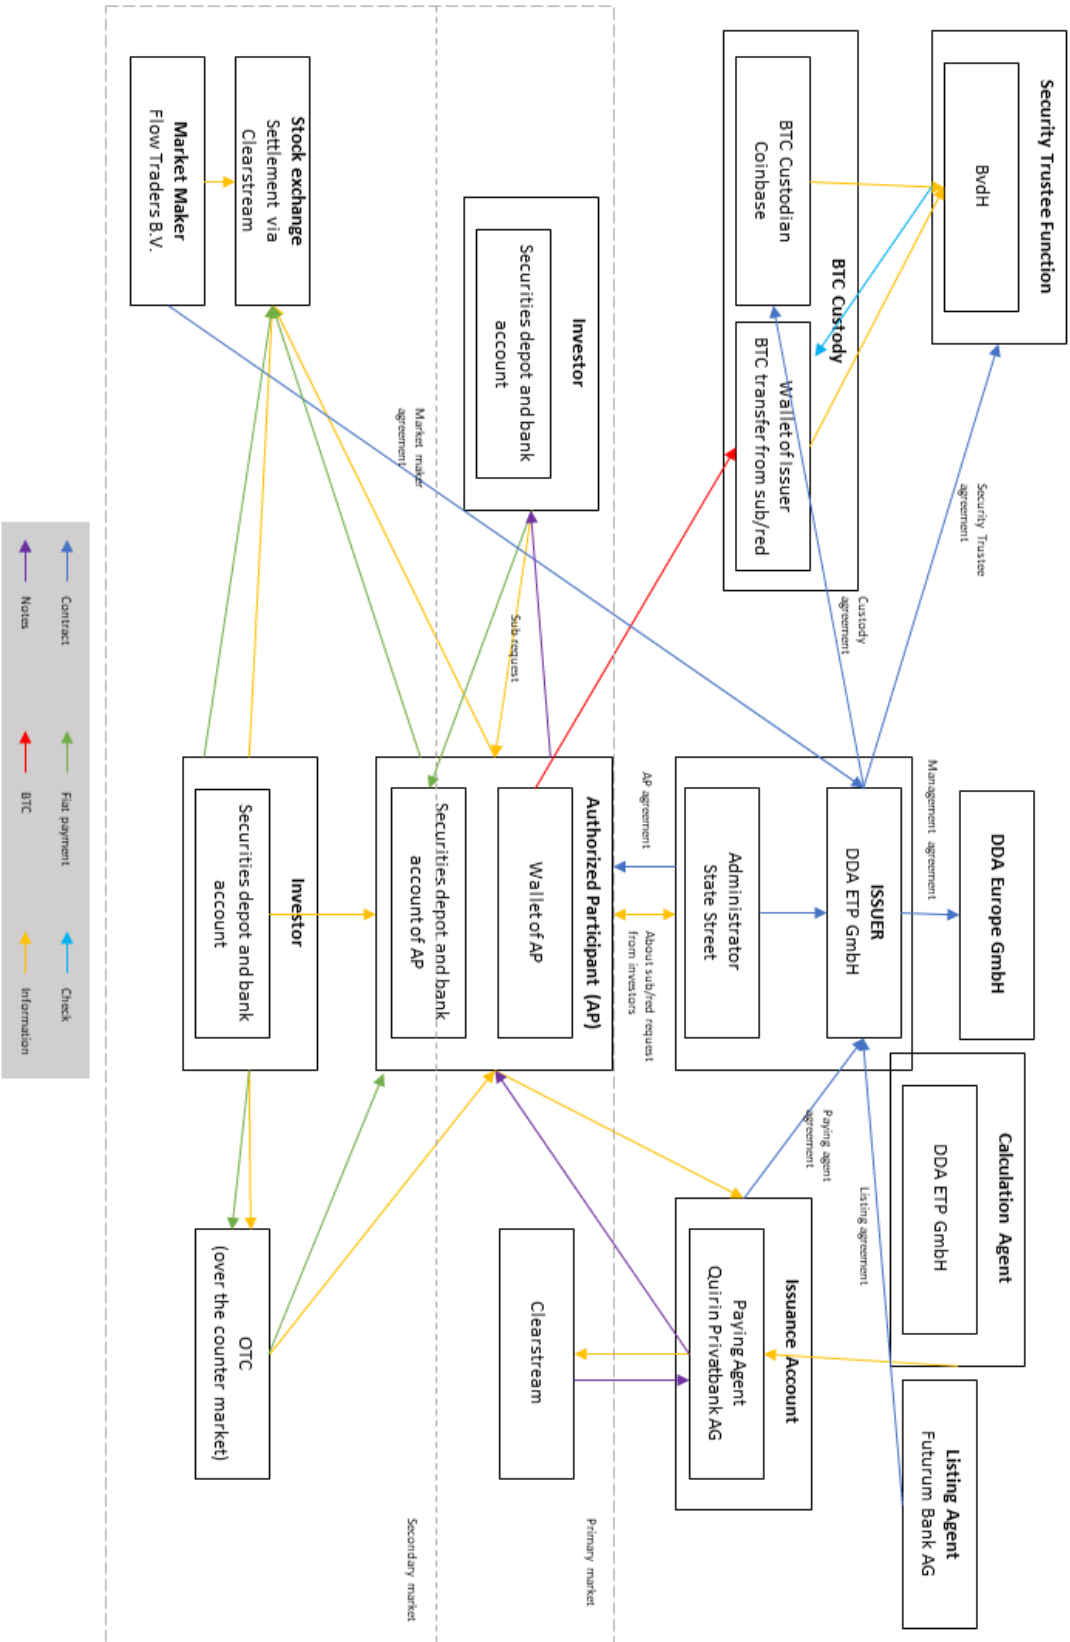 Security Trustee Function
BvdH
BTC Custody
BTC Custodian
Coinbase
Wallet of Issuer
BTC transfer from sub/red
Security Trustee
agreement
Custody
agreement
DDA Europe GmbH
Management agreement
ISSUER
DDA ETP GmbH
Administrator
State Street
Calculation Agent
DDA ETP GmbH
Listing Agent
Futurum Bank AG
Listing agreement
Paying agent
agreement
Issuance Account
Paying Agent
Quirin Privatbank AG
AP agreement
About sub/red request
from investors
Primary market
Investor
Securities depot and bank
account
Sub request
Authorized Participant (AP)
Wallet of AP
Securities depot and bank
account of AP
Clearstream
Market maker
agreement
Secondary market
Stock exchange
Settlement via
Clearstream
Market Maker
Flow Traders B.V.
Investor
Securities depot and bank
account
OTC
(over the counter market)
Contract
Fiat payment
Check
Notes
BTC
Information